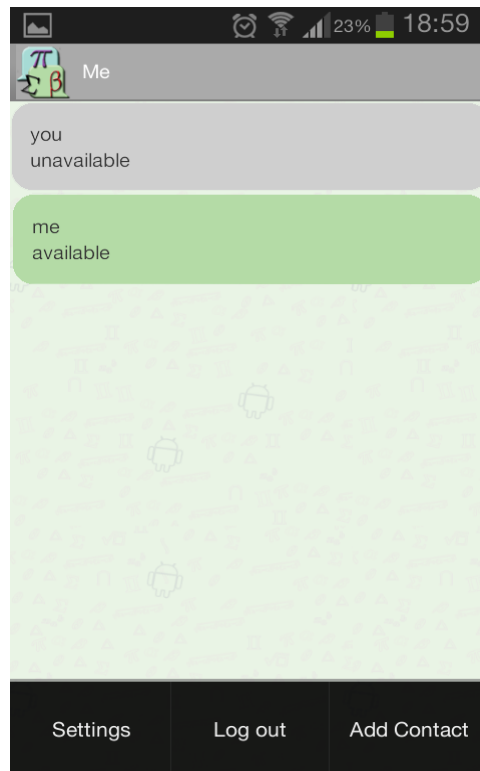 23% 18:59
π
Σ β
Me
you
unavailable
me
available
Settings Log out Add Contact